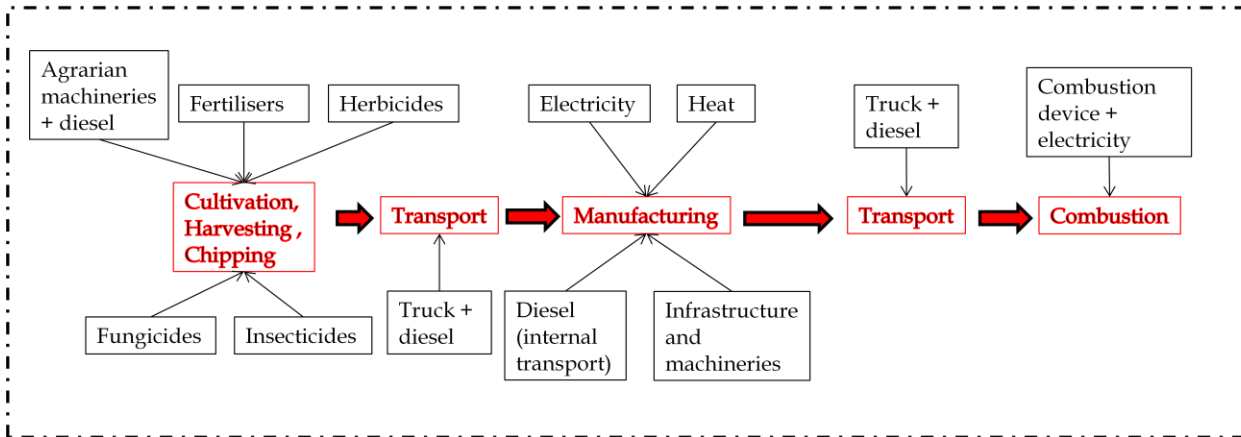 Agrarian
machineries
+ diesel
Fertilisers
Herbicides
Electricity
Heat
Truck +
diesel
Combustion
device +
electricity
Cultivation,
Harvesting ,
Chipping
Transport
Manufacturing
Transport
Combustion
Fungicides
Insecticides
Truck +
diesel
Diesel
(internal
transport)
Infrastructure
and
machineries